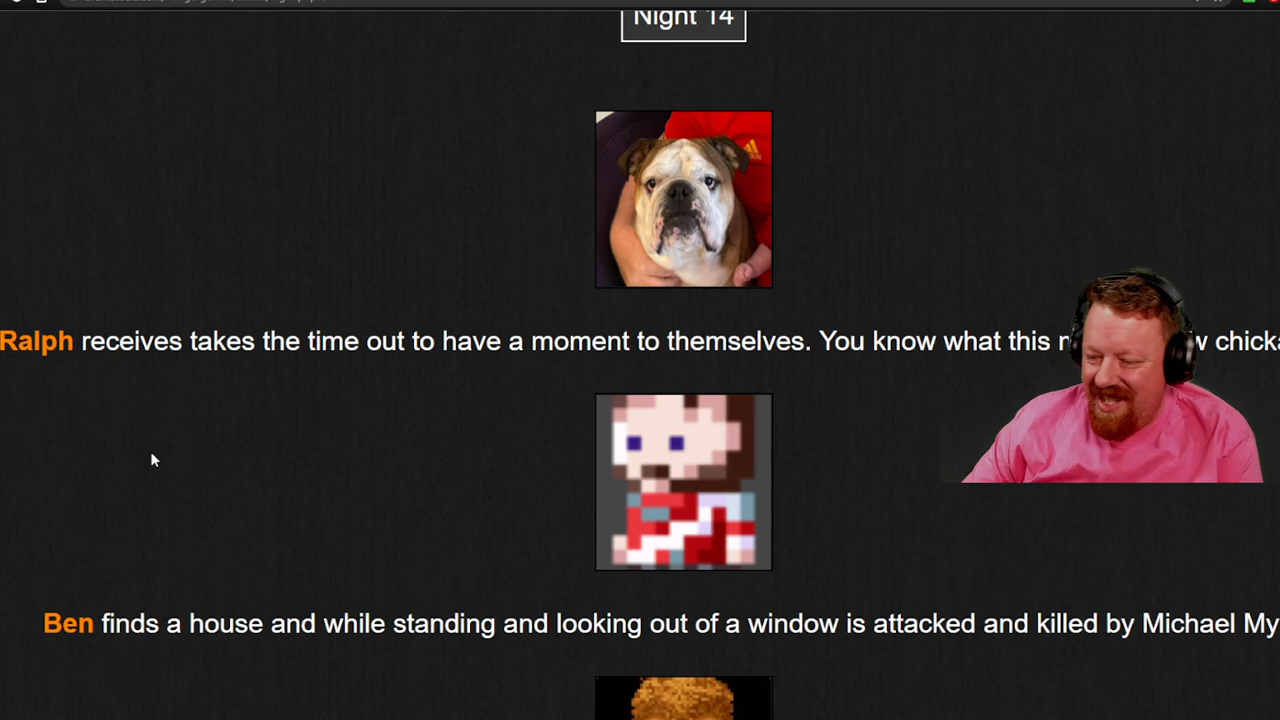 Night 14
Ralph receives takes the time out to have a moment to themselves. You know what this
Ben finds a house and while standing and looking out of a window is attacked and killed by Michael My